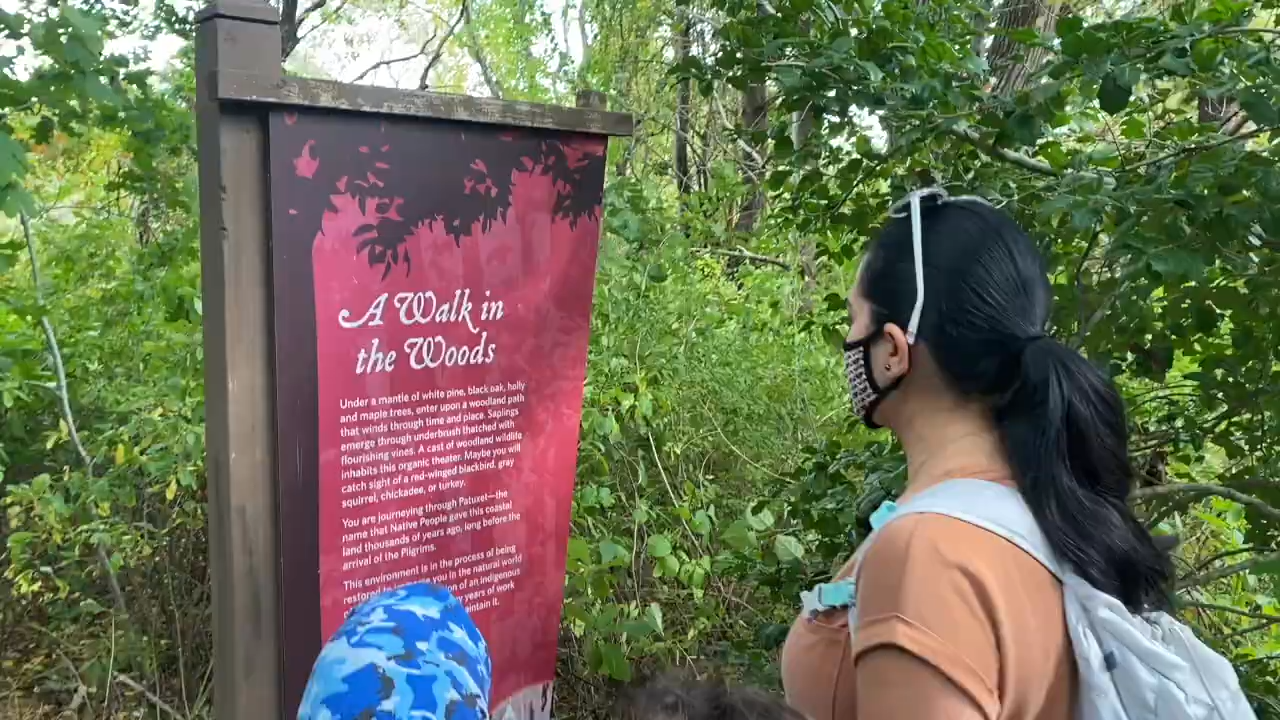 A Walk in
the Woods
Under a mantle of white pine, black oak, holly
and maple trees, enter upon a woodland path
that winds through time and place. Saplings
emerge through underbrush thatched with
flourishing vines. A cast of woodland wildlife
inhabits this organic theater. Maybe you will
catch sight of a red-winged blackbird, gray
squirrel, chickadee, or turkey.
You are journeying through Patuxet—the
name that Native People gave this coastal
land thousands of years ago, long before the
arrival of the Pilgrims.
This environment is in the process of being
restored you in the natural world
of an indigenous
years of work
it.